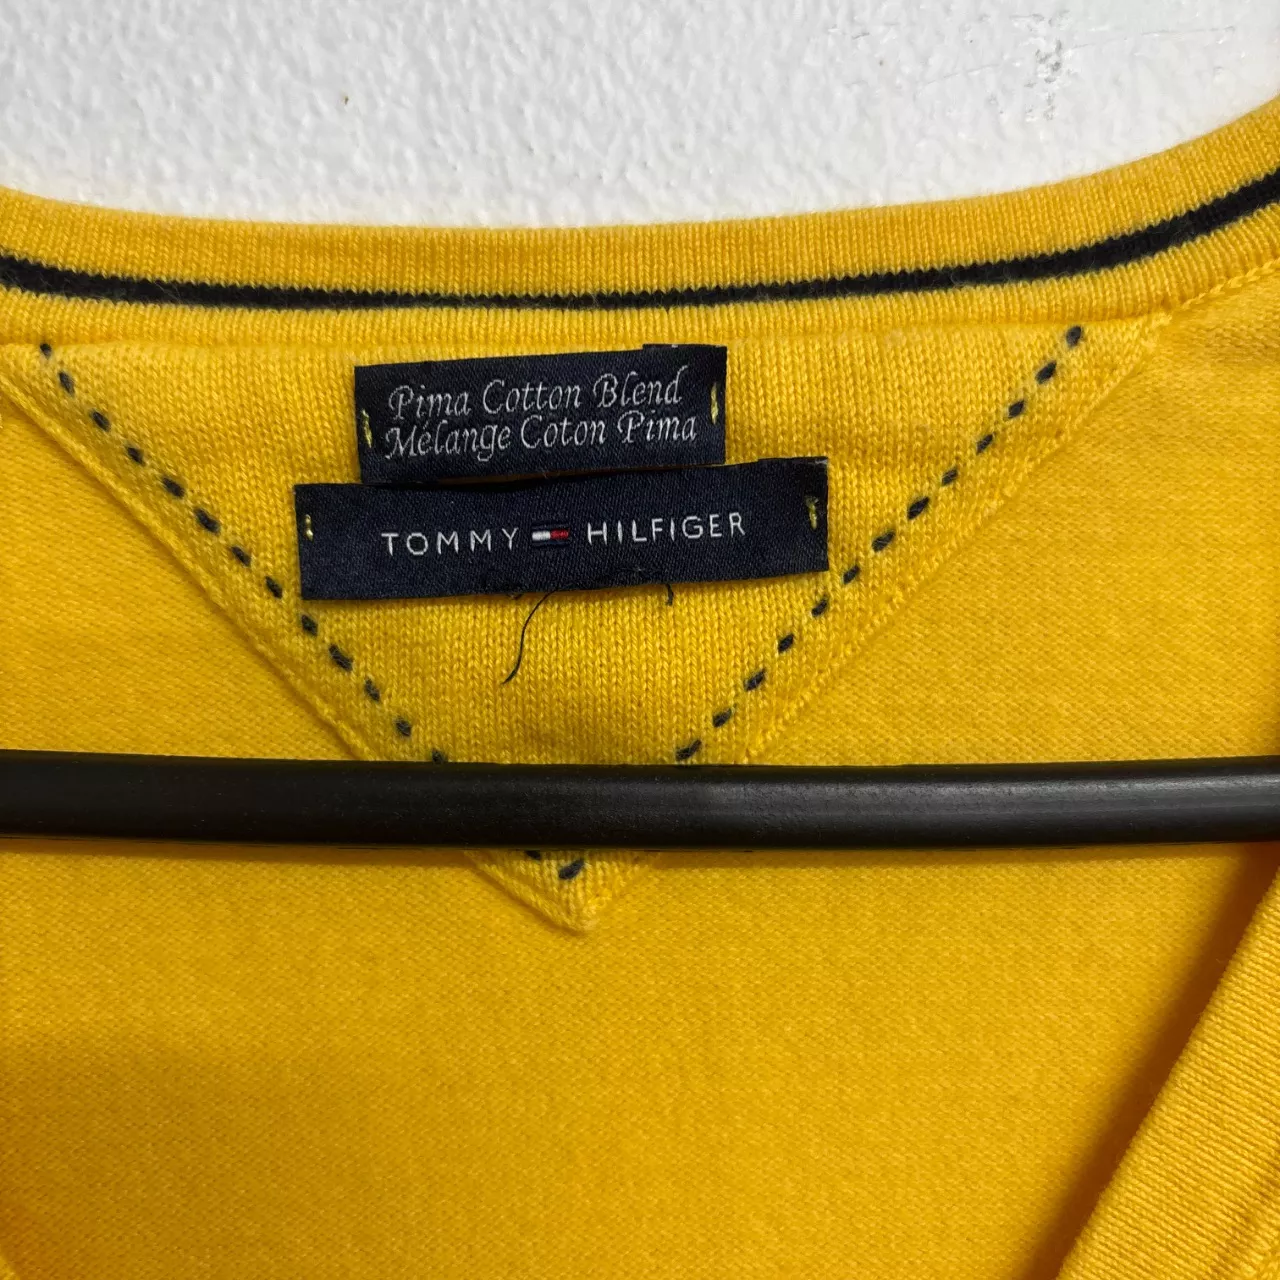 Pima Cotton Blend
Mélange Coton Pima
TOMMY HILFIGER